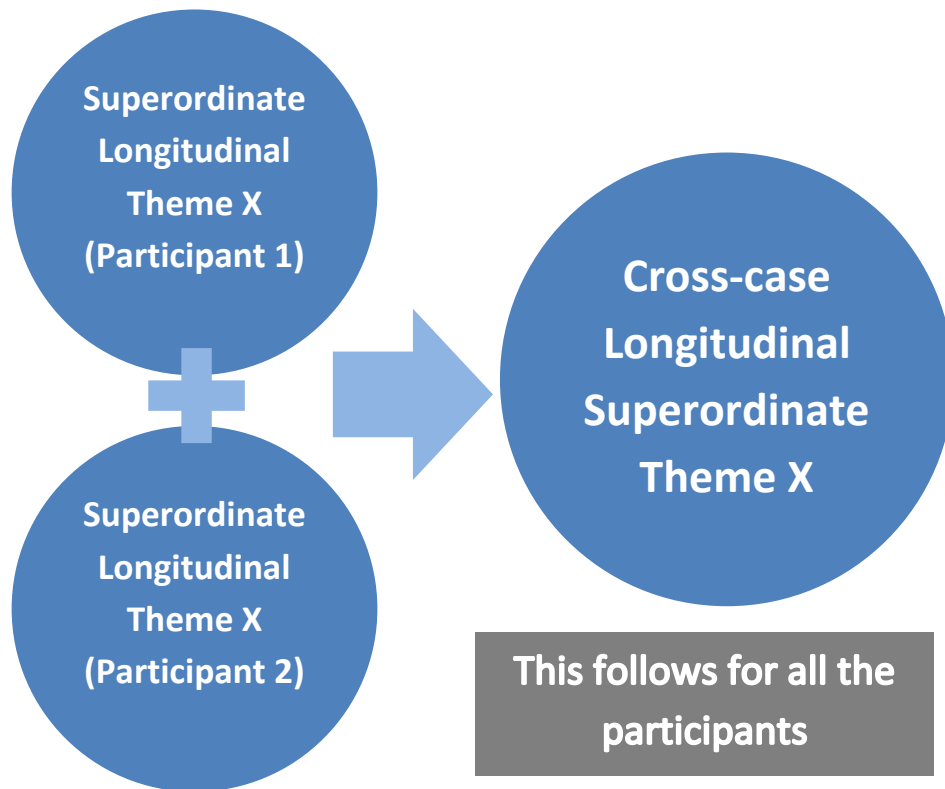 Superordinate
Longitudinal
Theme X
(Participant 1)
Superordinate
Longitudinal
Theme X
(Participant 2)
Cross-case
Longitudinal
Superordinate
Theme X
This follows for all the
participants